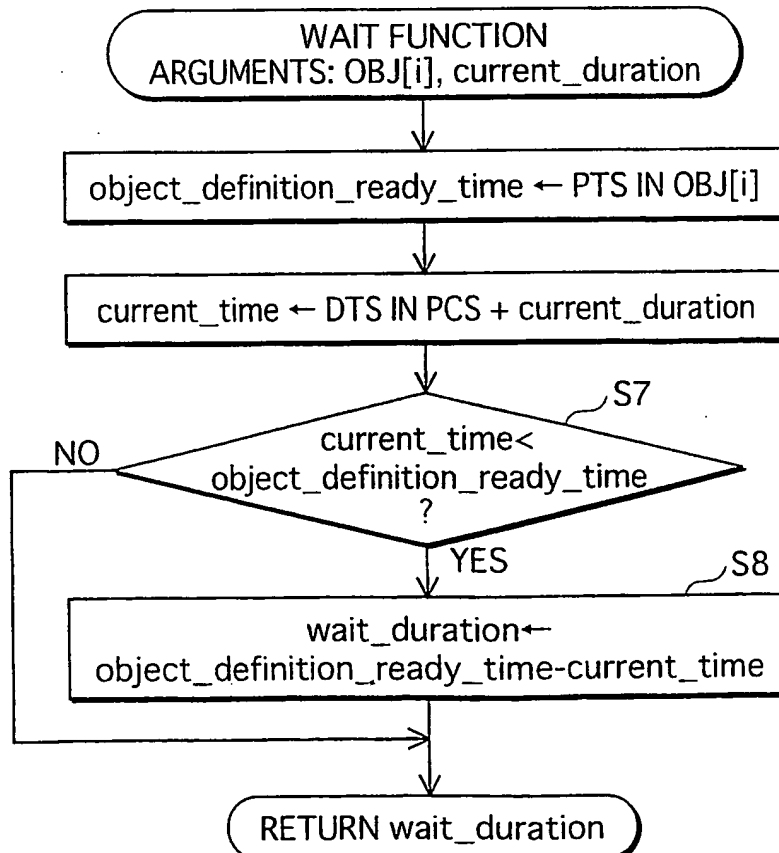 WAIT FUNCTION
ARGUMENTS: OBJ[i], current_duration
object_definition_ready_time ← PTS IN OBJ[i]
current_time ← DTS IN PCS + current_duration
S7
current_time<
object_definition_ready_time
?
NO
YES
S8
wait_duration←
object_definition_ready_time-current_time
RETURN wait_duration